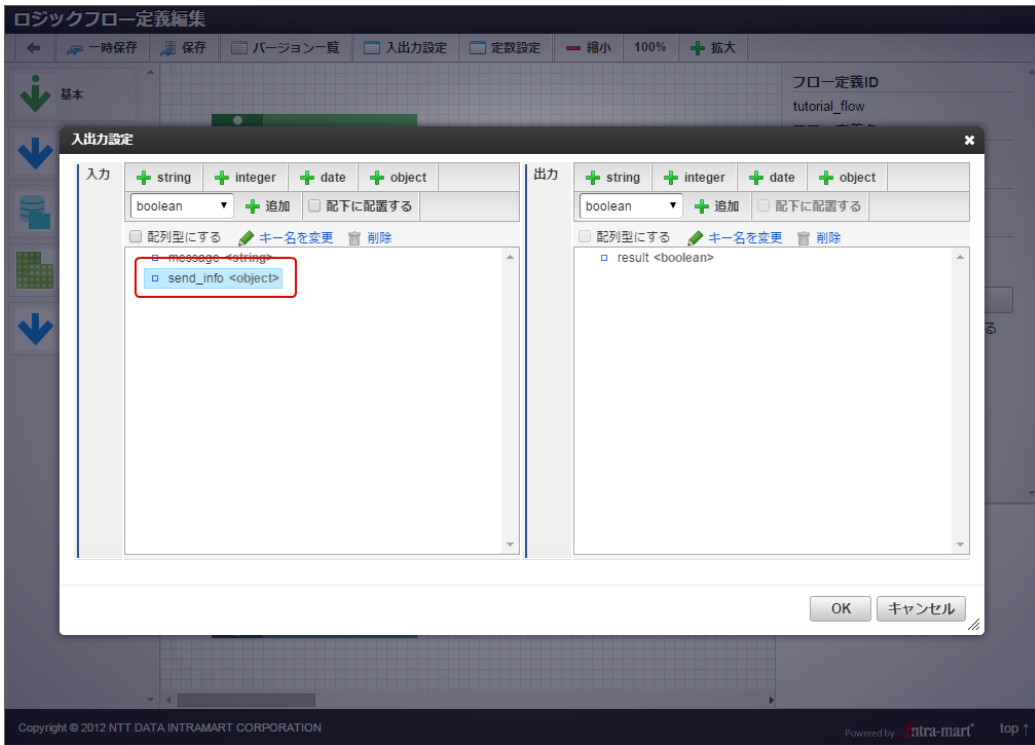 ロジックフロー定義編集
一時保存 保存 バージョン一覧 入出力設定 定数設定 縮小 100% 拡大
基本
フロー定義ID
tutorial_flow
入出力設定
入力
string integer date object
boolean 追加 配下に配置する
配列型にする キー名を変更 削除
message <string>
send_info <object>
出力
string integer date object
boolean 追加 配下に配置する
配列型にする キー名を変更 削除
result <boolean>
る
OK キャンセル
Copyright © 2012 NTT DATA INTRAMART CORPORATION
Powered by intra-mart top ↑